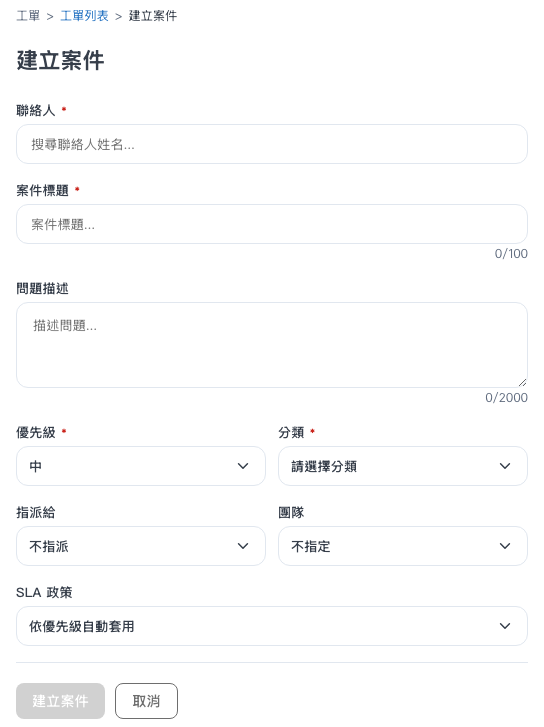 工單 > 工單列表 > 建立案件
建立案件
聯絡人 *
搜尋聯絡人姓名...
案件標題 *
案件標題...
0/100
問題描述
描述問題...
0/2000
優先級 * 分類 *
中 請選擇分類
指派給 團隊
不指派 不指定
SLA 政策
依優先級自動套用
建立案件 取消